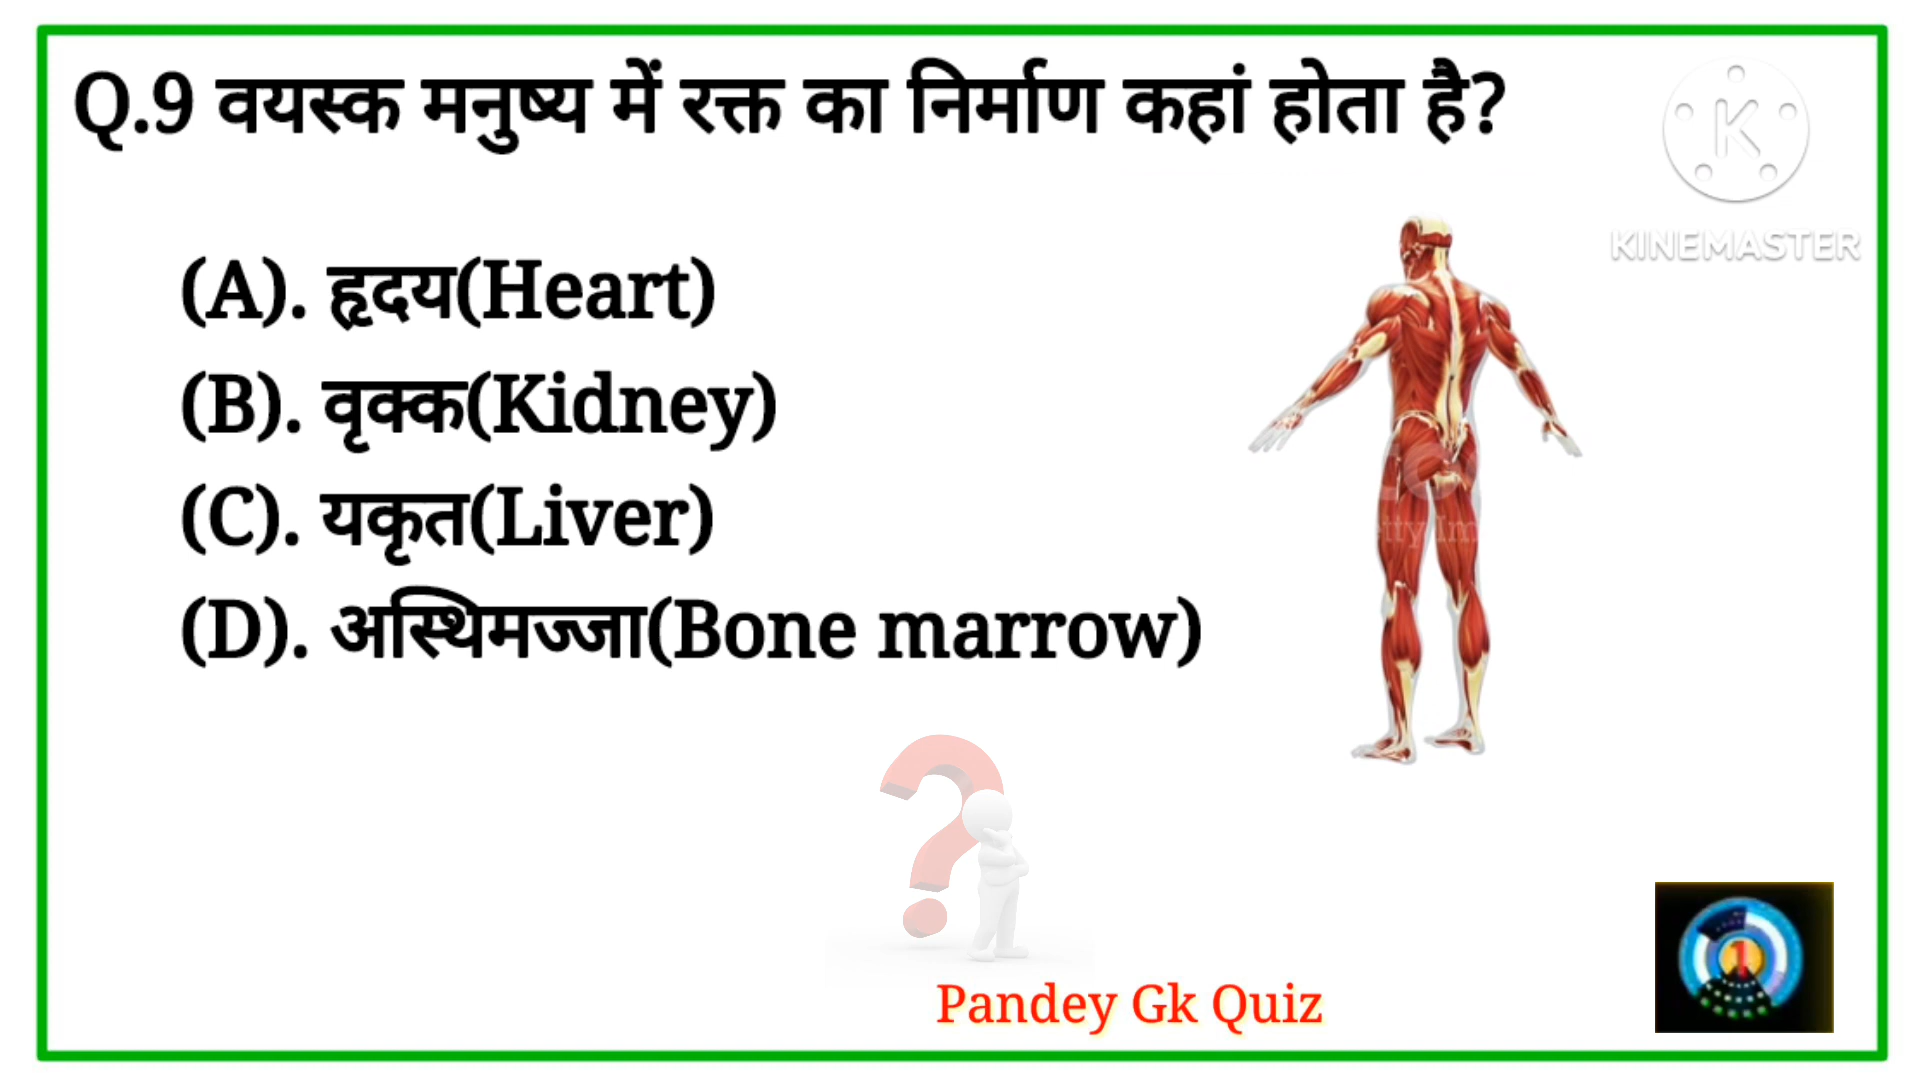 Q.9 वयस्क मनुष्य में रक्त का निर्माण कहां होता है?
KINEMASTER
(A). हृदय(Heart)
(B). वृक्क(Kidney)
(C). यकृत(Liver)
(D). अस्थिमज्जा(Bone marrow)
Pandey Gk Quiz